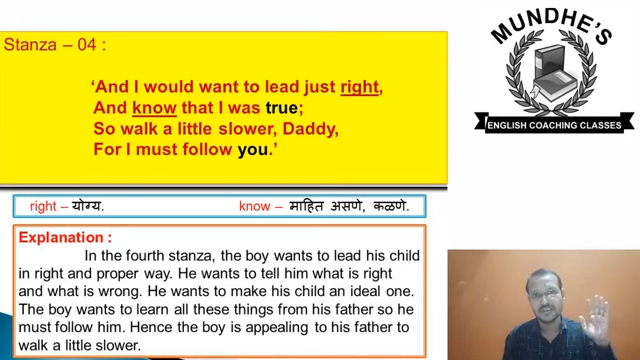 Stanza – 04 :
MUNDHE'S
ENGLISH COACHING CLASSES
‘And I would want to lead just right,
And know that I was true;
So walk a little slower, Daddy,
For I must follow you.’
right – योग्य. know – माहित असणे, कळणे.
Explanation :
In the fourth stanza, the boy wants to lead his child
in right and proper way. He wants to tell him what is right
and what is wrong. He wants to make his child an ideal one.
The boy wants to learn all these things from his father so he
must follow him. Hence the boy is appealing to his father to
walk a little slower.